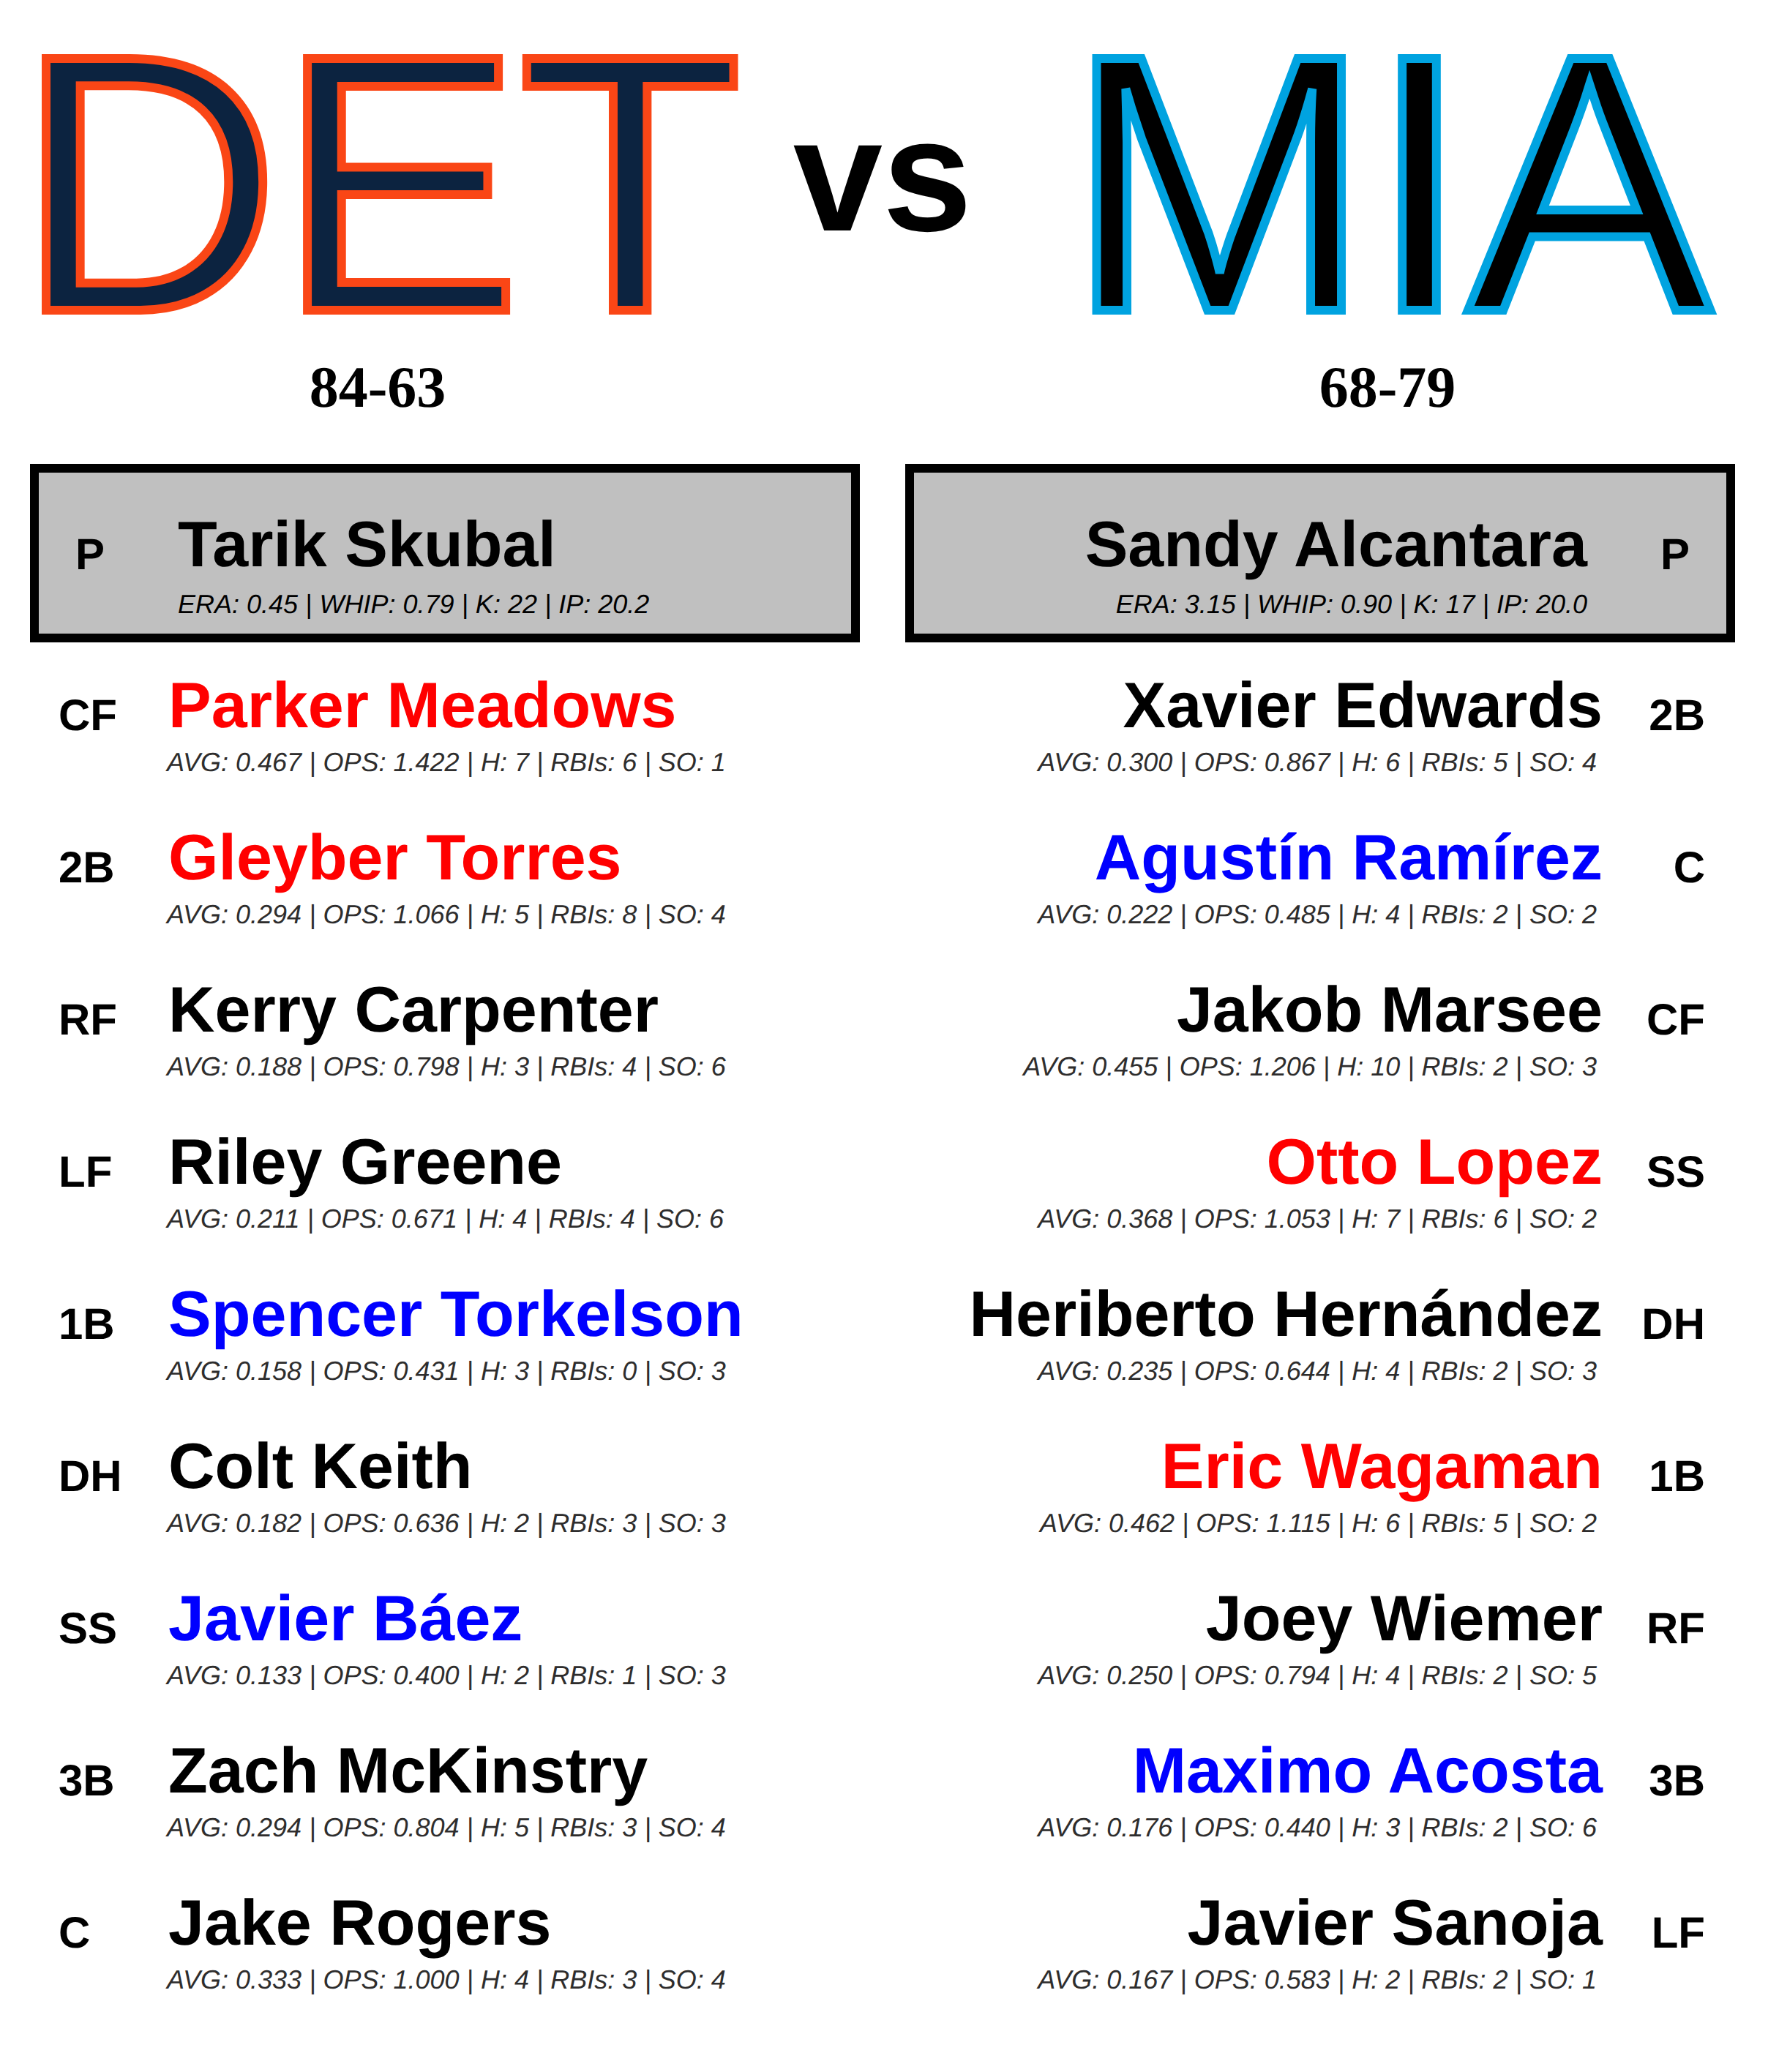 DET vs MIA
84-63
68-79
P Tarik Skubal
ERA: 0.45 | WHIP: 0.79 | K: 22 | IP: 20.2
Sandy Alcantara P
ERA: 3.15 | WHIP: 0.90 | K: 17 | IP: 20.0
CF Parker Meadows
AVG: 0.467 | OPS: 1.422 | H: 7 | RBIs: 6 | SO: 1
2B Gleyber Torres
AVG: 0.294 | OPS: 1.066 | H: 5 | RBIs: 8 | SO: 4
RF Kerry Carpenter
AVG: 0.188 | OPS: 0.798 | H: 3 | RBIs: 4 | SO: 6
LF Riley Greene
AVG: 0.211 | OPS: 0.671 | H: 4 | RBIs: 4 | SO: 6
1B Spencer Torkelson
AVG: 0.158 | OPS: 0.431 | H: 3 | RBIs: 0 | SO: 3
DH Colt Keith
AVG: 0.182 | OPS: 0.636 | H: 2 | RBIs: 3 | SO: 3
SS Javier Báez
AVG: 0.133 | OPS: 0.400 | H: 2 | RBIs: 1 | SO: 3
3B Zach McKinstry
AVG: 0.294 | OPS: 0.804 | H: 5 | RBIs: 3 | SO: 4
C Jake Rogers
AVG: 0.333 | OPS: 1.000 | H: 4 | RBIs: 3 | SO: 4
Xavier Edwards 2B
AVG: 0.300 | OPS: 0.867 | H: 6 | RBIs: 5 | SO: 4
Agustín Ramírez C
AVG: 0.222 | OPS: 0.485 | H: 4 | RBIs: 2 | SO: 2
Jakob Marsee CF
AVG: 0.455 | OPS: 1.206 | H: 10 | RBIs: 2 | SO: 3
Otto Lopez SS
AVG: 0.368 | OPS: 1.053 | H: 7 | RBIs: 6 | SO: 2
Heriberto Hernández DH
AVG: 0.235 | OPS: 0.644 | H: 4 | RBIs: 2 | SO: 3
Eric Wagaman 1B
AVG: 0.462 | OPS: 1.115 | H: 6 | RBIs: 5 | SO: 2
Joey Wiemer RF
AVG: 0.250 | OPS: 0.794 | H: 4 | RBIs: 2 | SO: 5
Maximo Acosta 3B
AVG: 0.176 | OPS: 0.440 | H: 3 | RBIs: 2 | SO: 6
Javier Sanoja LF
AVG: 0.167 | OPS: 0.583 | H: 2 | RBIs: 2 | SO: 1